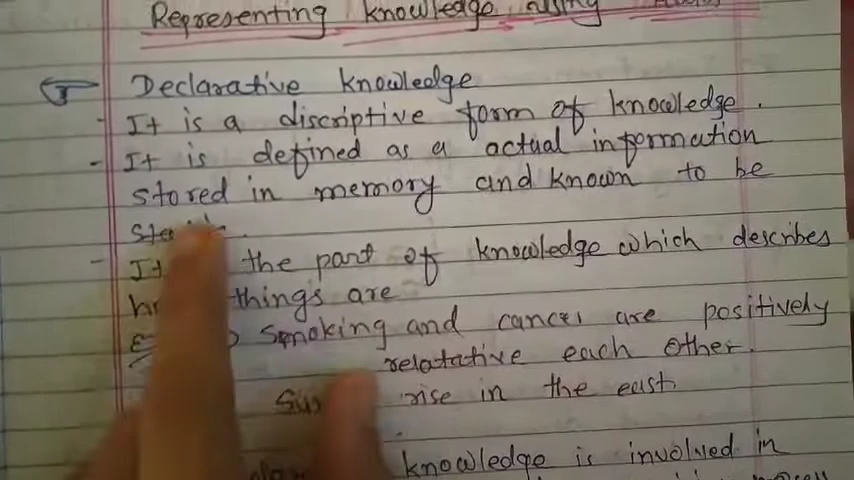 Representing knowledge using
Declarative knowledge
- It is a discriptive form of knowledge.
- It is defined as a actual information
stored in memory and known to be
- It the part of knowledge which describes
things are
smoking and cancer are positively
relatative each other.
rise in the east
knowledge is involved in